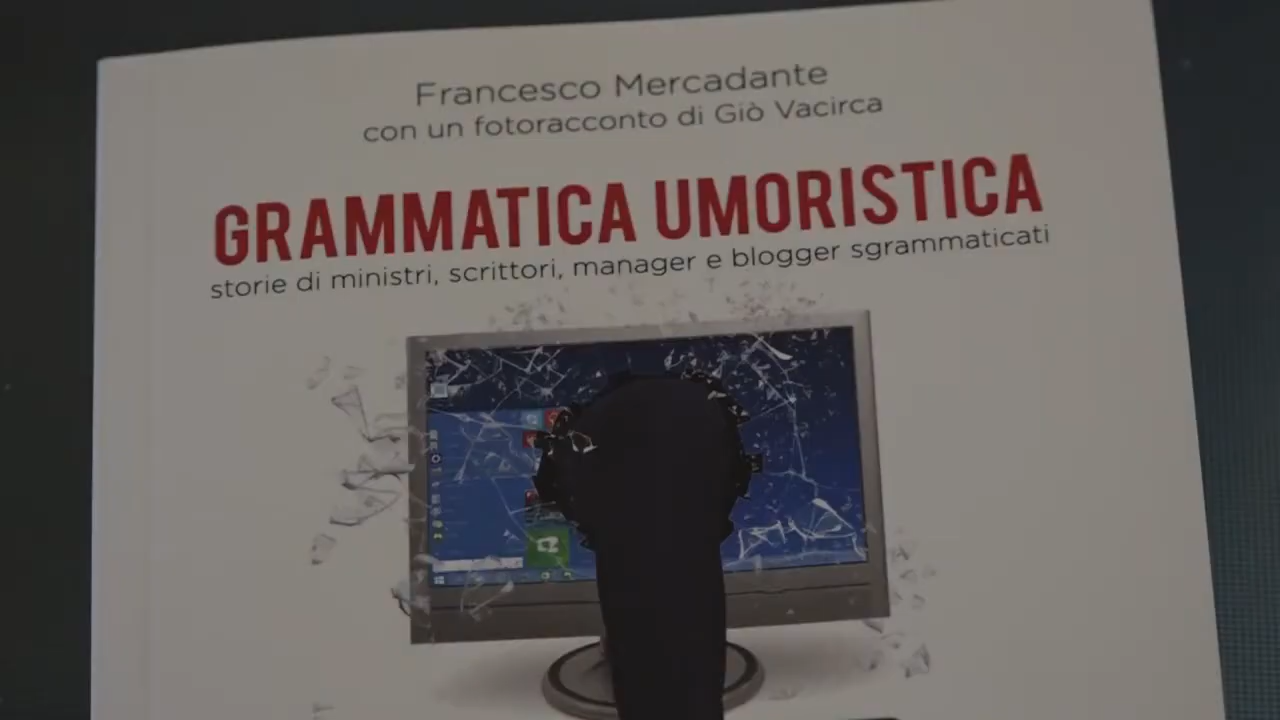 Francesco Mercadante
con un fotoracconto di Giò Vacirca
GRAMMATICA UMORISTICA
storie di ministri, scrittori, manager e blogger sgrammaticati